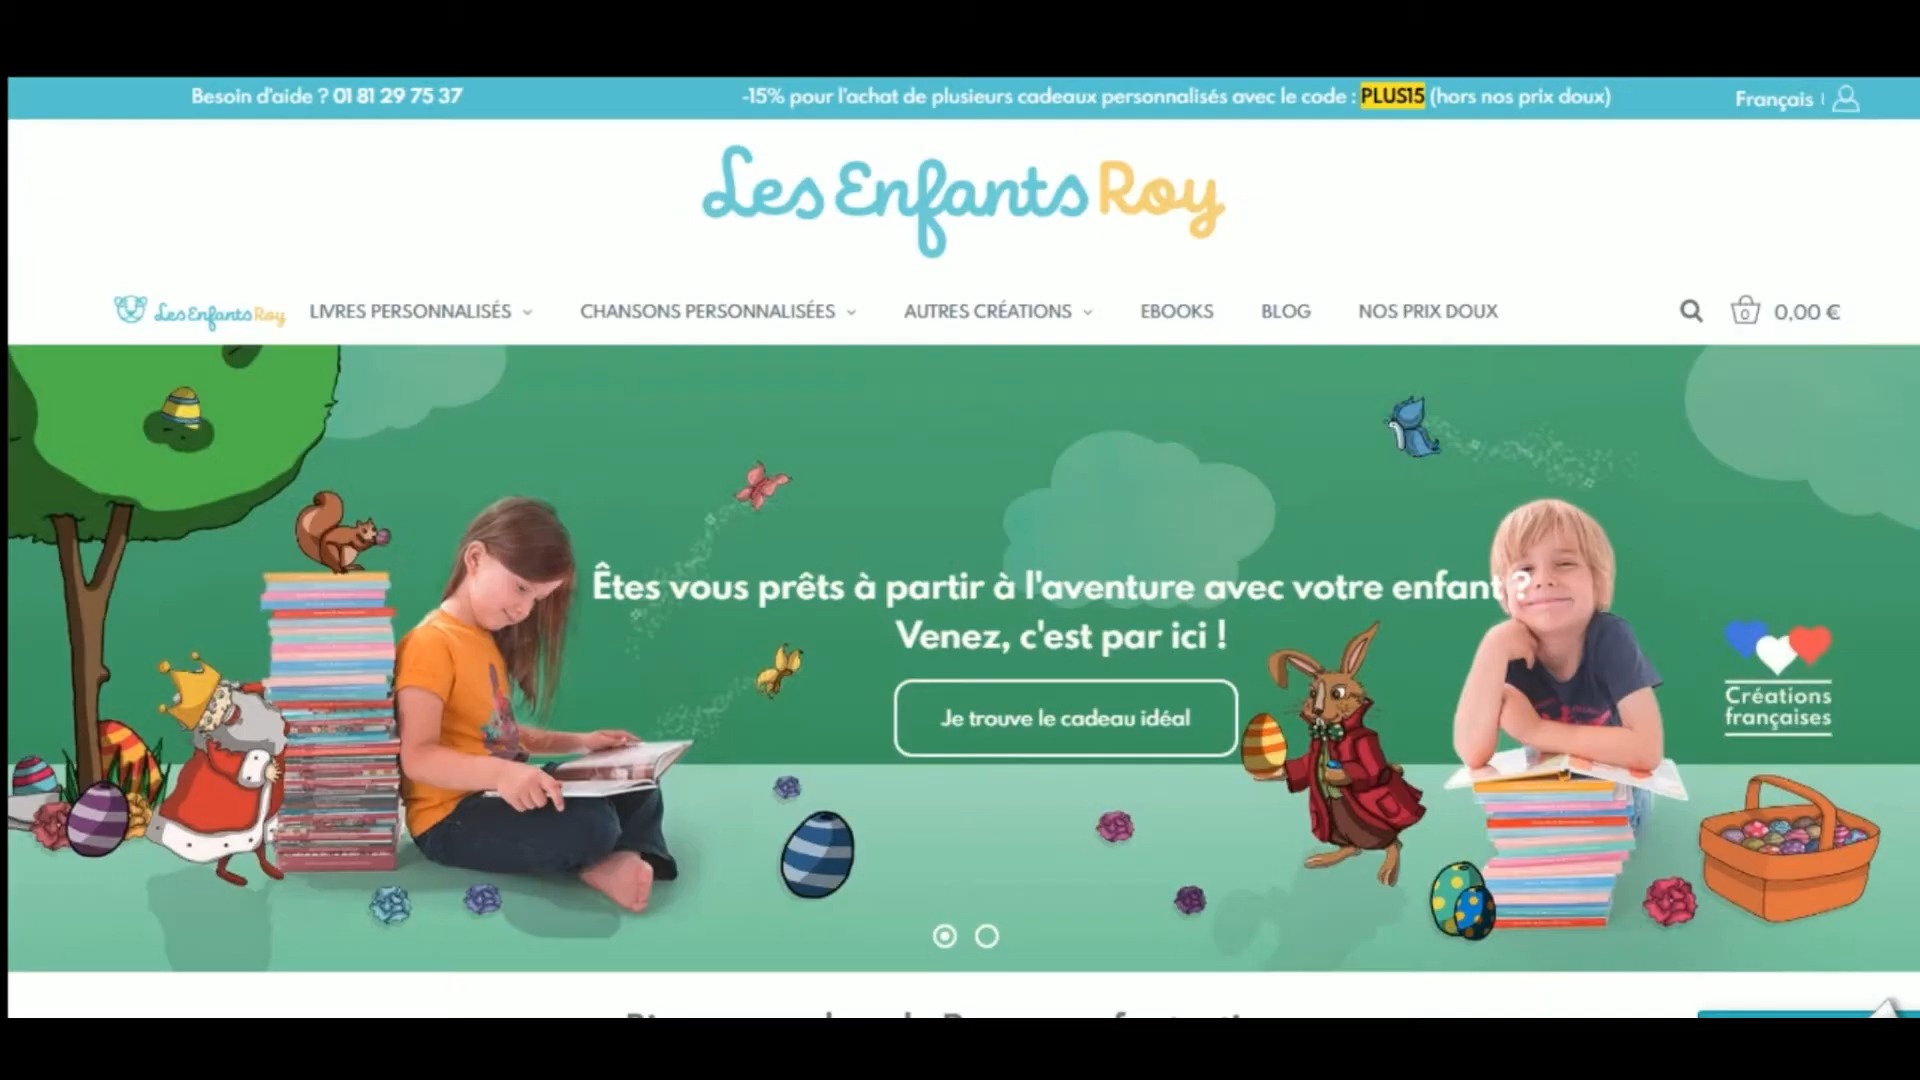 Besoin d'aide ? 01 81 29 75 37
-15% pour l'achat de plusieurs cadeaux personnalisés avec le code : PLUS15 (hors nos prix doux)
Français
Les Enfants Roy
Les Enfants Roy
LIVRES PERSONNALISÉS
CHANSONS PERSONNALISÉES
AUTRES CRÉATIONS
EBOOKS
BLOG
NOS PRIX DOUX
0
0,00 €
Êtes vous prêts à partir à l'aventure avec votre enfant ?
Venez, c'est par ici !
Je trouve le cadeau idéal
Créations
françaises